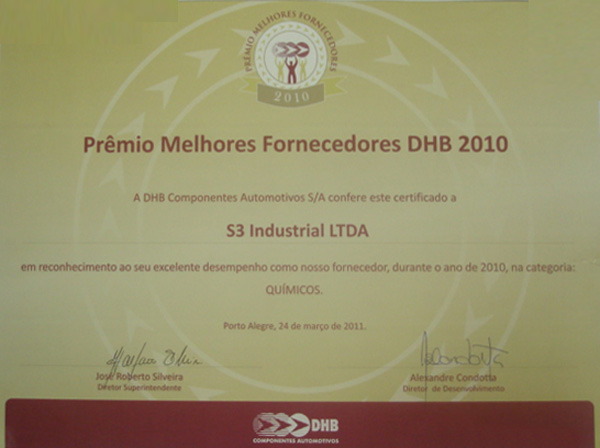 PRÊMIO MELHORES FORNECEDORES
2010
Prêmio Melhores Fornecedores DHB 2010
A DHB Componentes Automotivos S/A confere este certificado a
S3 Industrial LTDA
em reconhecimento ao seu excelente desempenho como nosso fornecedor, durante o ano de 2010, na categoria:
QUÍMICOS.
Porto Alegre, 24 de março de 2011.
José Roberto Silveira
Diretor Superintendente
Alexandre Condotta
Diretor de Desenvolvimento
DHB
COMPONENTES AUTOMOTIVOS